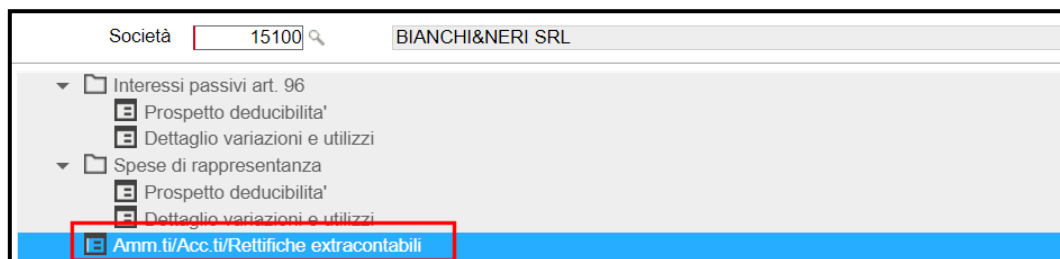 Società 15100 BIANCHI&NERI SRL
Interessi passivi art. 96
Prospetto deducibilita'
Dettaglio variazioni e utilizzi
Spese di rappresentanza
Prospetto deducibilita'
Dettaglio variazioni e utilizzi
Amm.ti/Acc.ti/Rettifiche extracontabili